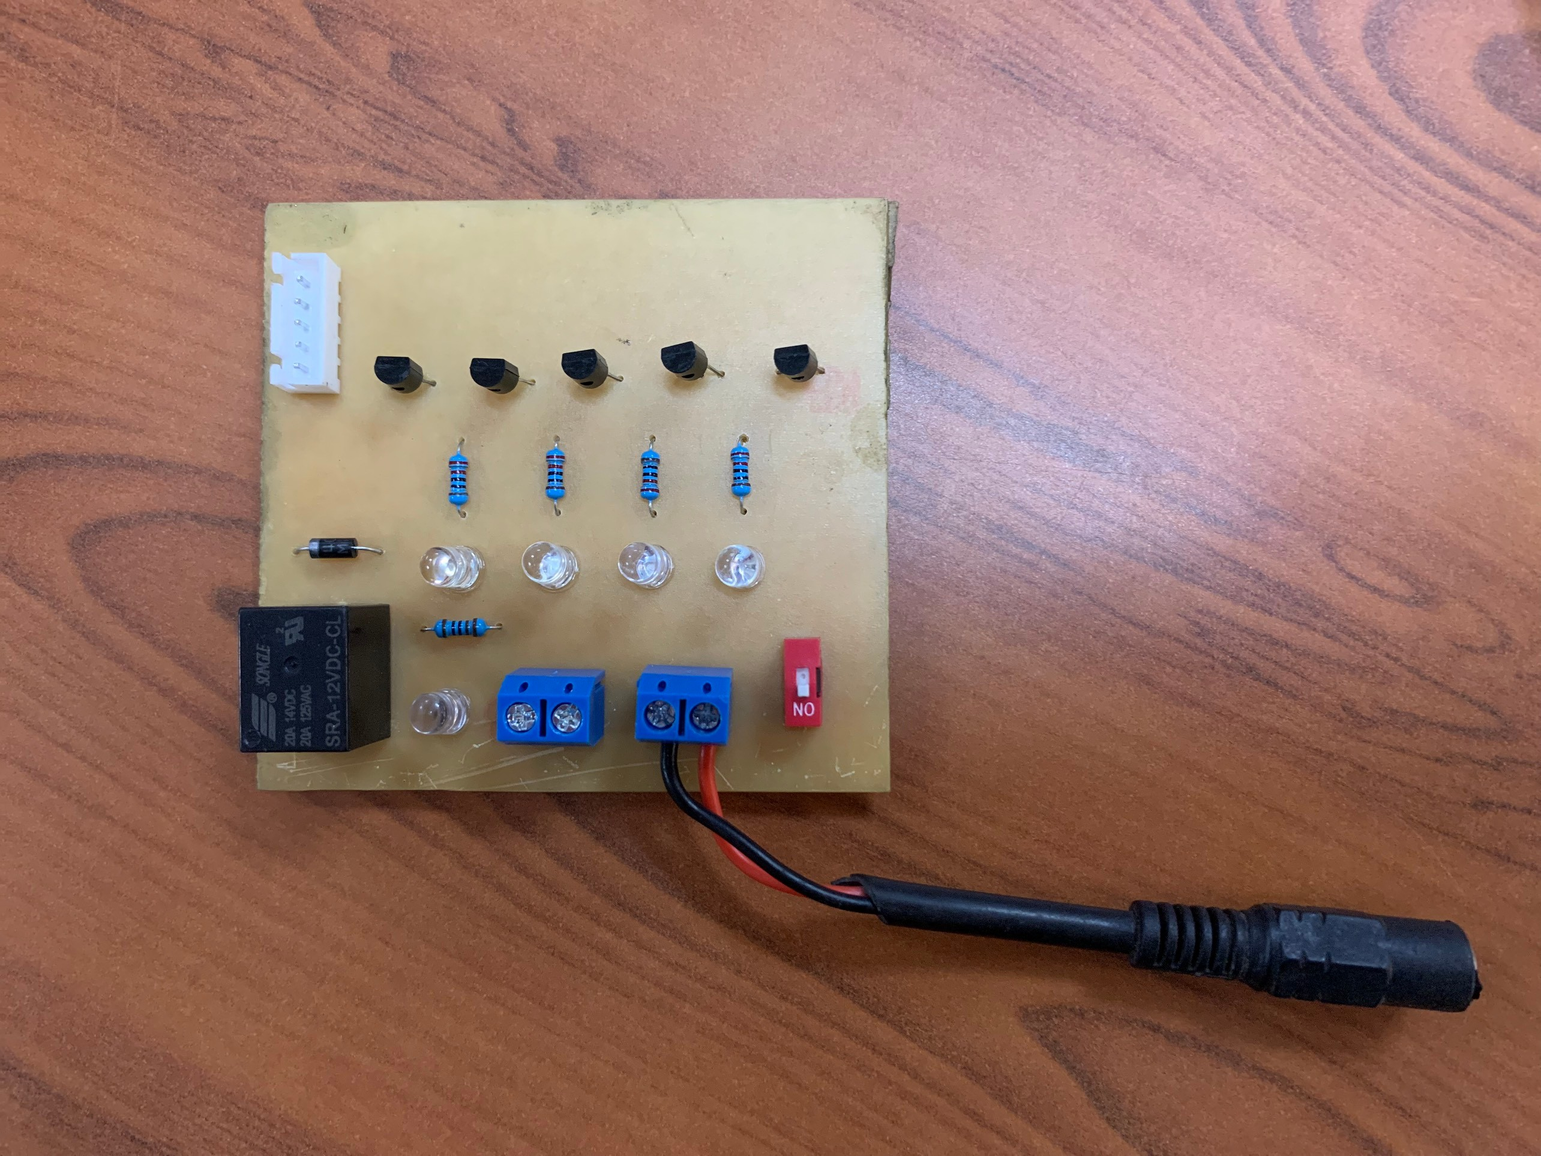 SONGLE
20A 14VDC
20A 125VAC
SRA-12VDC-CL
NO